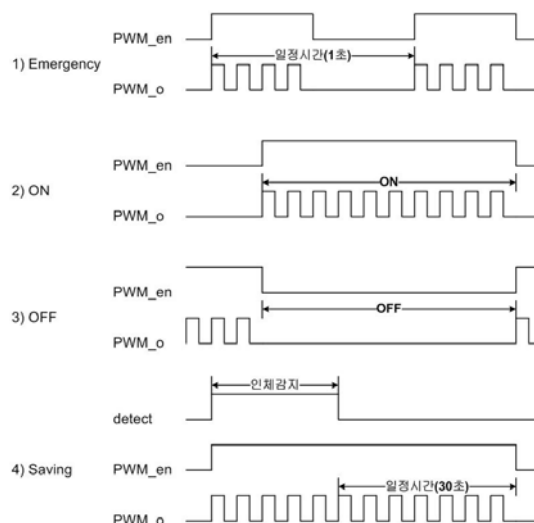 PWM_en
일정시간(1초)
1) Emergency
PWM_o
PWM_en
ON
2) ON
PWM_o
PWM_en
OFF
3) OFF
PWM_o
인체감지
detect
4) Saving
PWM_en
일정시간(30초)
PWM_o